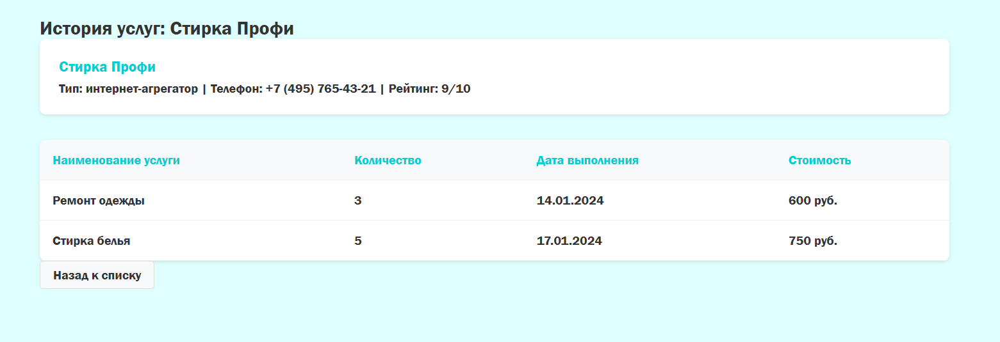 История услуг: Стирка Профи
Стирка Профи
Тип: интернет-агрегатор | Телефон: +7 (495) 765-43-21 | Рейтинг: 9/10
Наименование услуги Количество Дата выполнения Стоимость
Ремонт одежды 3 14.01.2024 600 руб.
Стирка белья 5 17.01.2024 750 руб.
Назад к списку